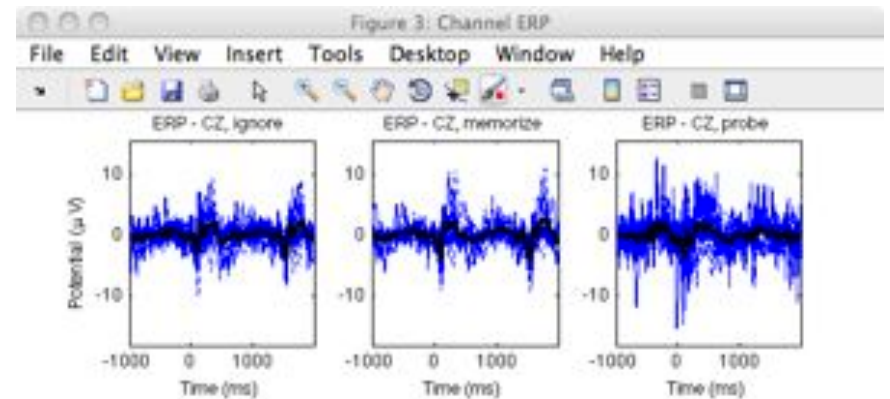 Figure 3: Channel ERP
File Edit View Insert Tools Desktop Window Help
ERP - CZ, ignore
ERP - CZ, memorize
ERP - CZ, probe
Potential (μV)
10
0
-10
-1000 0 1000
Time (ms)
10
0
-10
-1000 0 1000
Time (ms)
10
0
-10
-1000 0 1000
Time (ms)